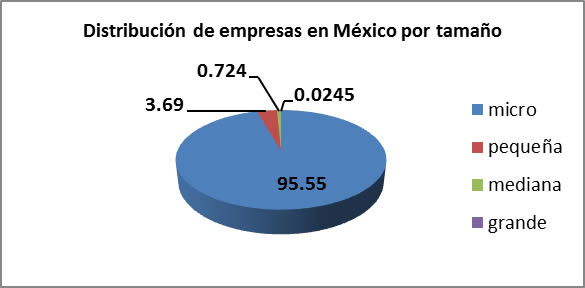 Distribución de empresas en México por tamaño
0.724
0.0245
3.69
95.55
micro
pequeña
mediana
grande